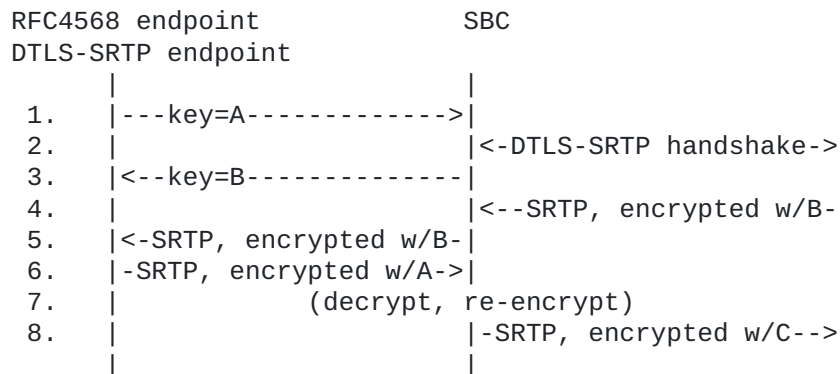 RFC4568 endpoint            SBC
DTLS-SRTP endpoint
      |                     |
 1.   |---key=A------------->|
 2.   |                     |<-DTLS-SRTP handshake->
 3.   |<--key=B--------------|
 4.   |                     |<--SRTP, encrypted w/B-
 5.   |<-SRTP, encrypted w/B-|
 6.   |-SRTP, encrypted w/A->|
 7.   |           (decrypt, re-encrypt)
 8.   |                     |-SRTP, encrypted w/C-->
      |                     |